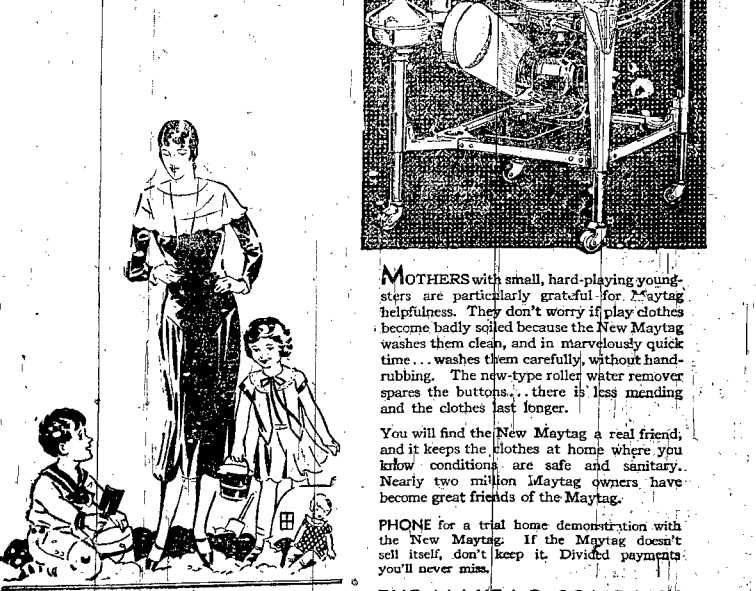 MOTHERS with small, hard-playing young-
sters are particularly grateful for Maytag
helpfulness. They don't worry if play clothes
become badly soiled because the New Maytag
washes them clean, and in marvelously quick
time... washes them carefully, without hand-
rubbing. The new-type roller water remover
spares the buttons... there is less mending
and the clothes last longer.
You will find the New Maytag a real friend,
and it keeps the clothes at home where you
know conditions are safe and sanitary.
Nearly two million Maytag owners have
become great friends of the Maytag.
PHONE for a trial home demonstration with
the New Maytag. If the Maytag doesn't
sell itself, don't keep it. Divided payments
you'll never miss.